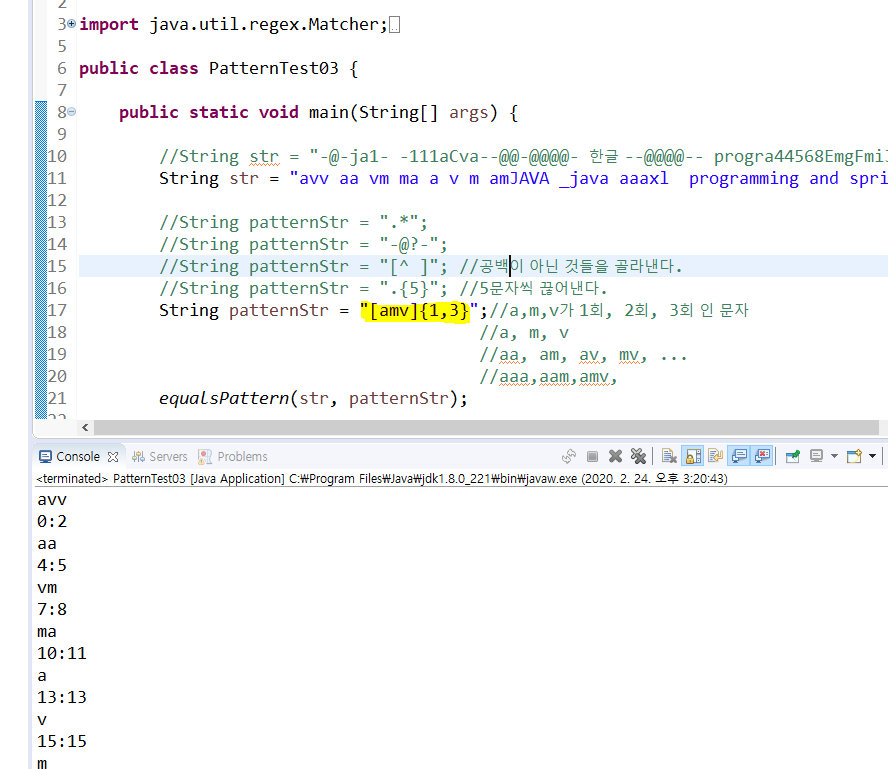 2
3 import java.util.regex.Matcher;
5
6 public class PatternTest03 {
7
8 public static void main(String[] args) {
9
10 //String str = "-@-ja1- -111aCva--@@-@@@@- 한글 --@@@@-- progra44568EmgFmi
11 String str = "avv aa vm ma a v m amJAVA _java aaaxl  programming and spri
12
13 //String patternStr = ".*";
14 //String patternStr = "-@?-";
15 //String patternStr = "[^ ]"; //공백이 아닌 것들을 골라낸다.
16 //String patternStr = ".{5}"; //5문자씩 끊어낸다.
17 String patternStr = "[amv]{1,3}";//a,m,v가 1회, 2회, 3회 인 문자
18 //a, m, v
19 //aa, am, av, mv, ...
20 //aaa,aam,amv,
21 equalsPattern(str, patternStr);
22
Console Servers Problems
<terminated> PatternTest03 [Java Application] C:₩Program Files₩Java₩jdk1.8.0_221₩bin₩javaw.exe (2020. 2. 24. 오후 3:20:43)
avv
0:2
aa
4:5
vm
7:8
ma
10:11
a
13:13
v
15:15
m